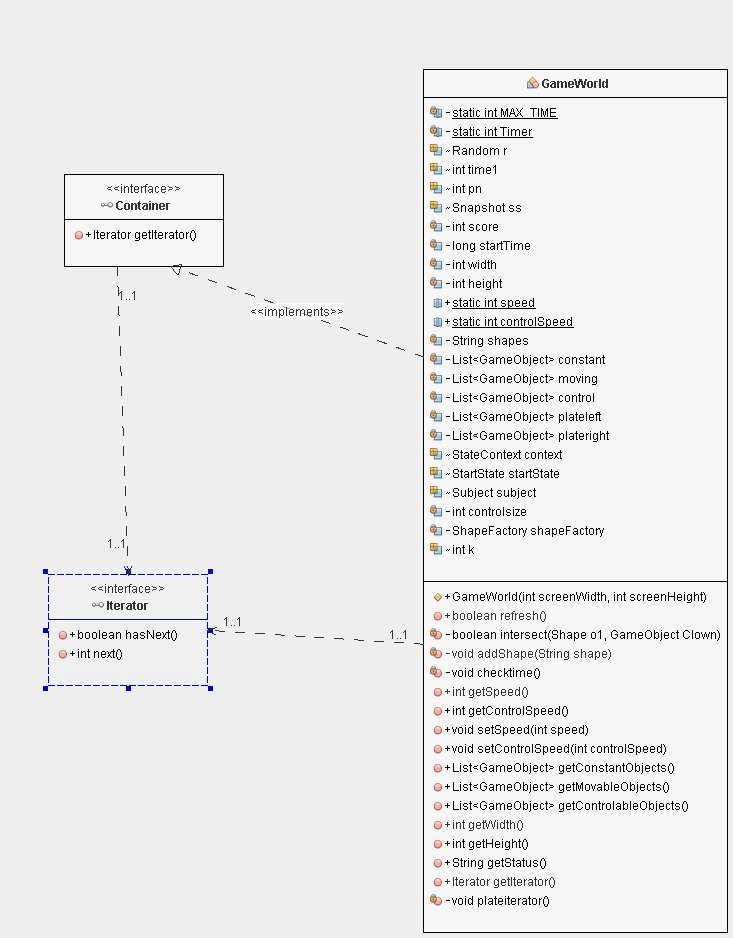 <<interface>>
Container
+Iterator getIterator()
1..1
<<implements>>
1..1
<<interface>>
Iterator
+boolean hasNext()
+int next()
1..1
1..1
GameWorld
-static int MAX_TIME
-static int Timer
~Random r
~int time1
~int pn
~Snapshot ss
-int score
-long startTime
-int width
-int height
+static int speed
+static int controlSpeed
-String shapes
-List<GameObject> constant
-List<GameObject> moving
-List<GameObject> control
-List<GameObject> plateleft
-List<GameObject> plateright
~StateContext context
~StartState startState
~Subject subject
-int controlsize
-ShapeFactory shapeFactory
~int k
+GameWorld(int screenWidth, int screenHeight)
+boolean refresh()
-boolean intersect(Shape o1, GameObject Clown)
-void addShape(String shape)
-void checktime()
+int getSpeed()
+int getControlSpeed()
+void setSpeed(int speed)
+void setControlSpeed(int controlSpeed)
+List<GameObject> getConstantObjects()
+List<GameObject> getMovableObjects()
+List<GameObject> getControlableObjects()
+int getWidth()
+int getHeight()
+String getStatus()
+Iterator getIterator()
-void plateiterator()